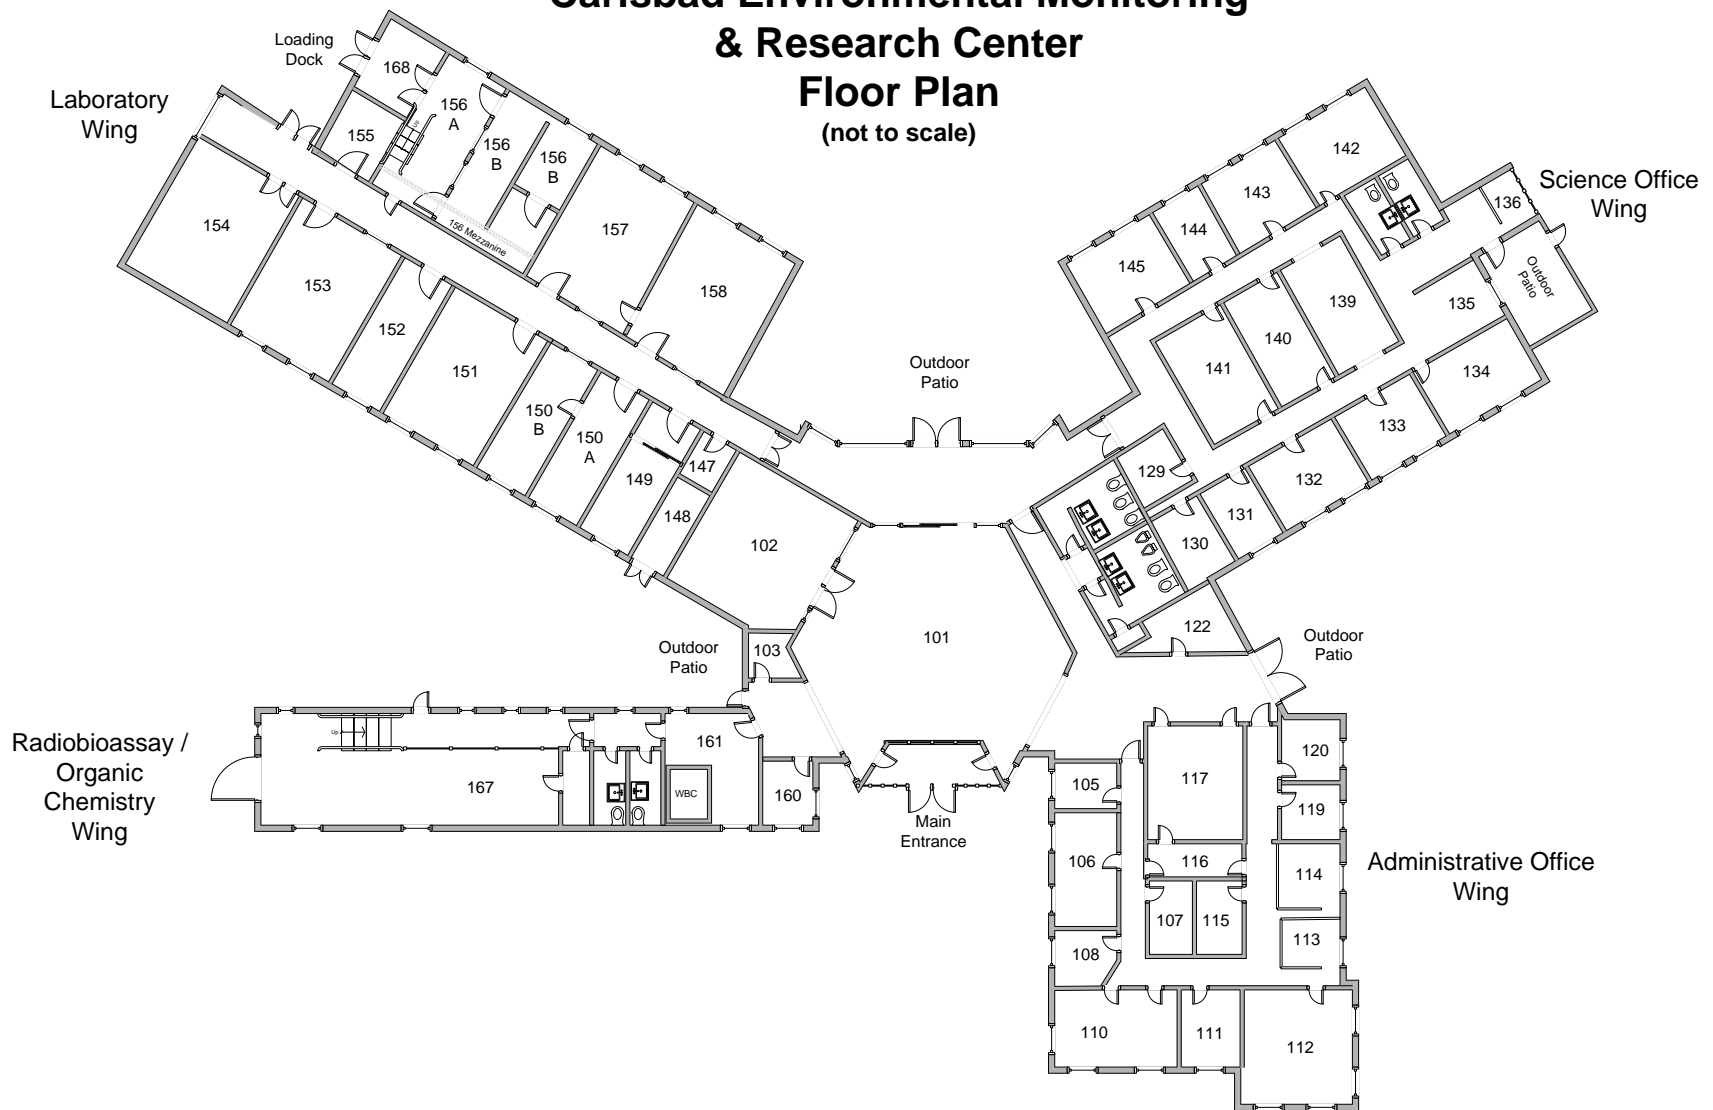 Carlsbad Environmental Monitoring
& Research Center
Floor Plan
(not to scale)
Loading
Dock
Laboratory
Wing
168
156
A
155
156
B
156
B
156 Mezzanine
Up
154
153
152
151
150
B
150
A
149
147
148
157
158
102
Outdoor
Patio
142
143
144
145
136
Science Office
Wing
Outdoor
Patio
139
140
141
135
134
133
132
131
130
129
122
Outdoor
Patio
101
103
Outdoor
Patio
Radiobioassay /
Organic
Chemistry
Wing
Up
167
161
WBC
160
Main
Entrance
105
106
108
117
116
107
115
120
119
114
113
110
111
112
Administrative Office
Wing